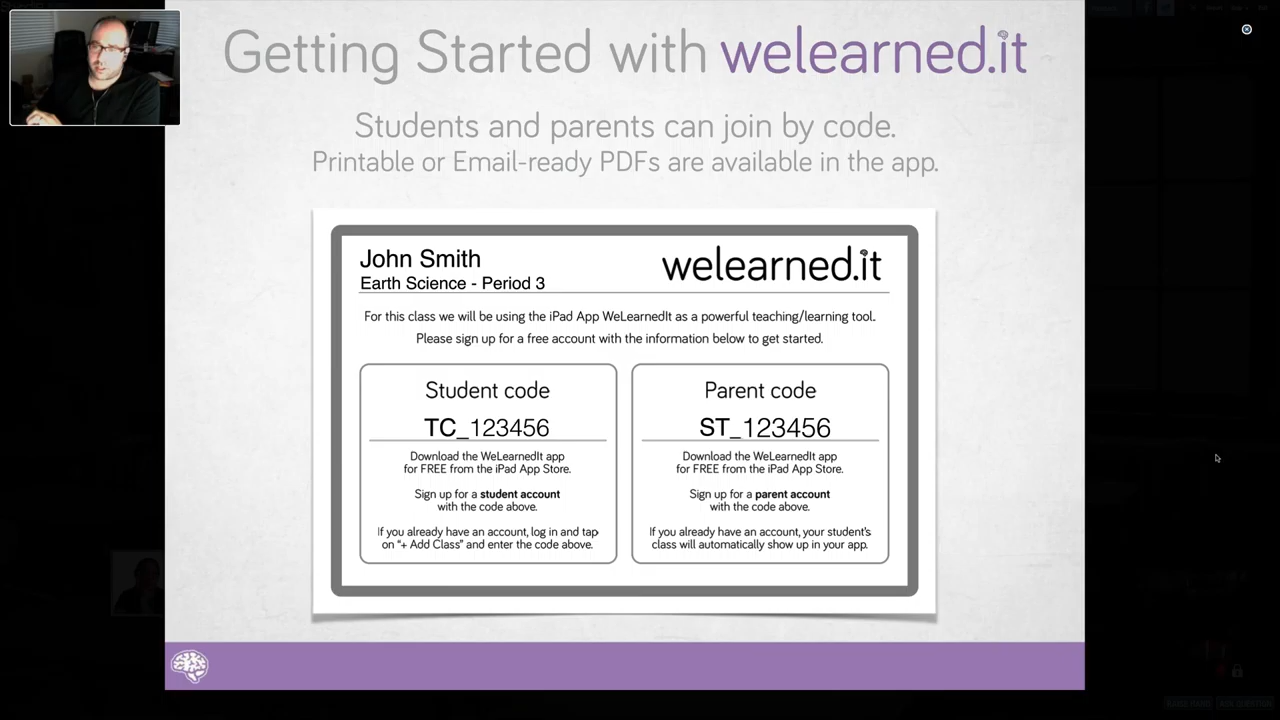 Getting Started with welearned.it
Students and parents can join by code.
Printable or Email-ready PDFs are available in the app.
John Smith
welearned.it
Earth Science - Period 3
For this class we will be using the iPad App WeLearnedIt as a powerful teaching/learning tool.
Please sign up for a free account with the information below to get started.
Student code
TC_123456
Download the WeLearnedIt app
for FREE from the iPad App Store.
Sign up for a student account
with the code above.
If you already have an account, log in and tap
on "+ Add Class" and enter the code above.
Parent code
ST_123456
Download the WeLearnedIt app
for FREE from the iPad App Store.
Sign up for a parent account
with the code above.
If you already have an account, your student's
class will automatically show up in your app.